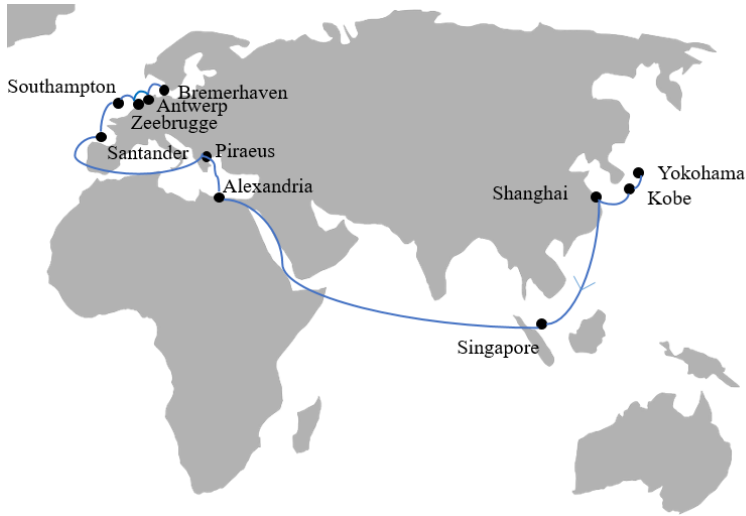 Southampton
Bremerhaven
Antwerp
Zeebrugge
Santander
Piraeus
Alexandria
Shanghai
Yokohama
Kobe
Singapore